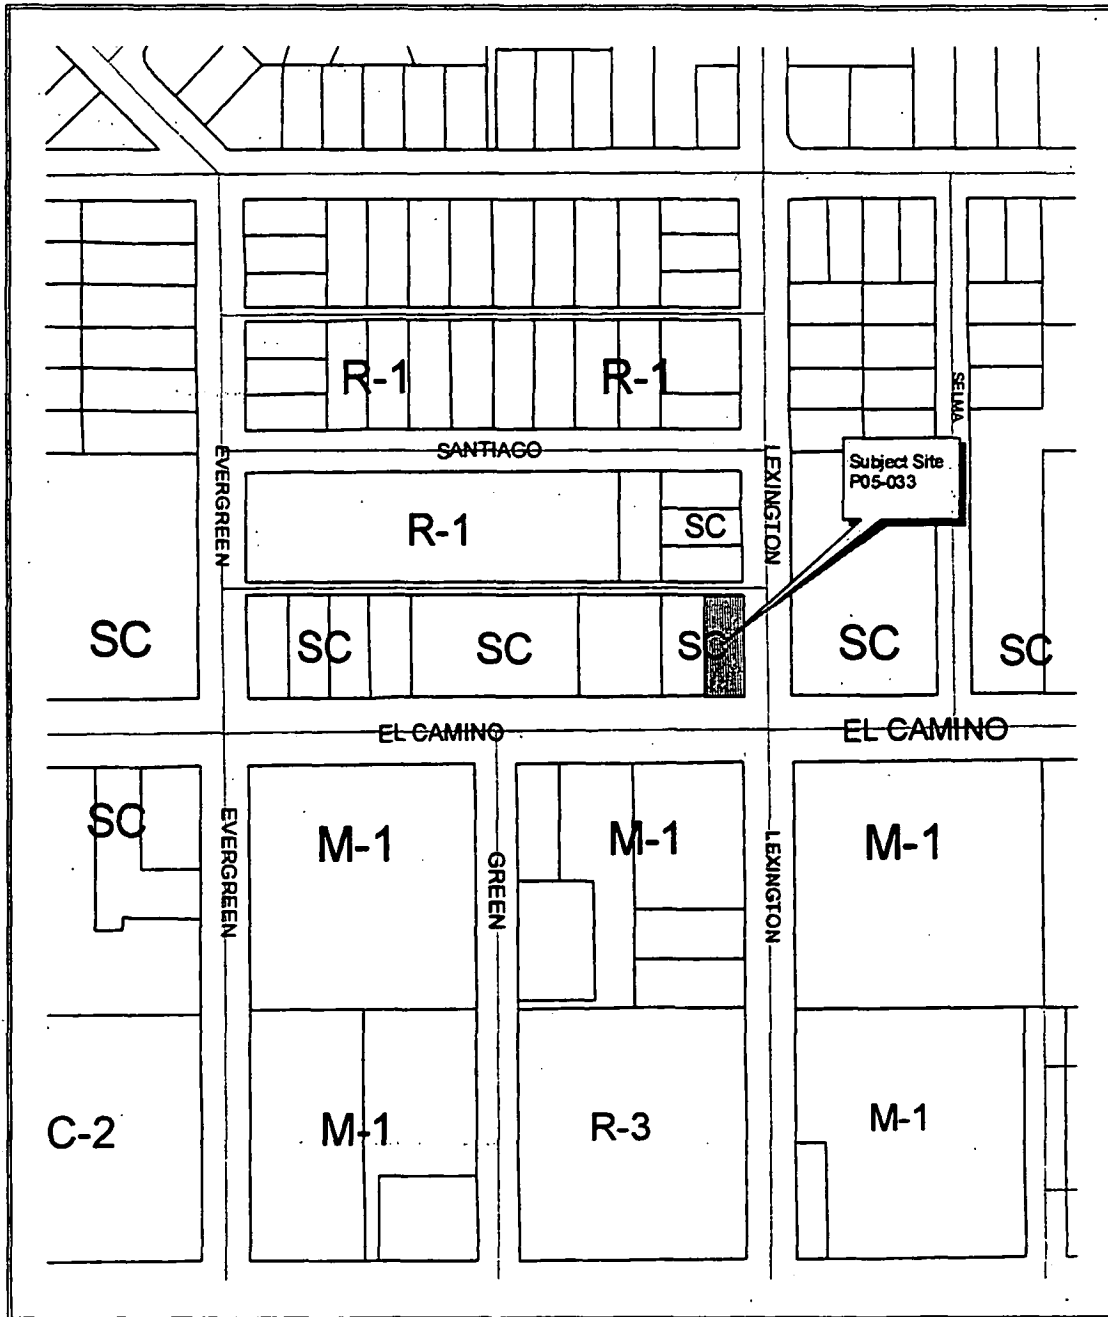 R-1
R-1
SELMA
SANTIAGO
EVERGREEN
LEXINGTON
Subject Site
P05-033
R-1
SC
SC
SC
SC
SC
SC
SC
EL CAMINO
EL CAMINO
SC
M-1
M-1
M-1
EVERGREEN
GREEN
LEXINGTON
C-2
M-1
R-3
M-1